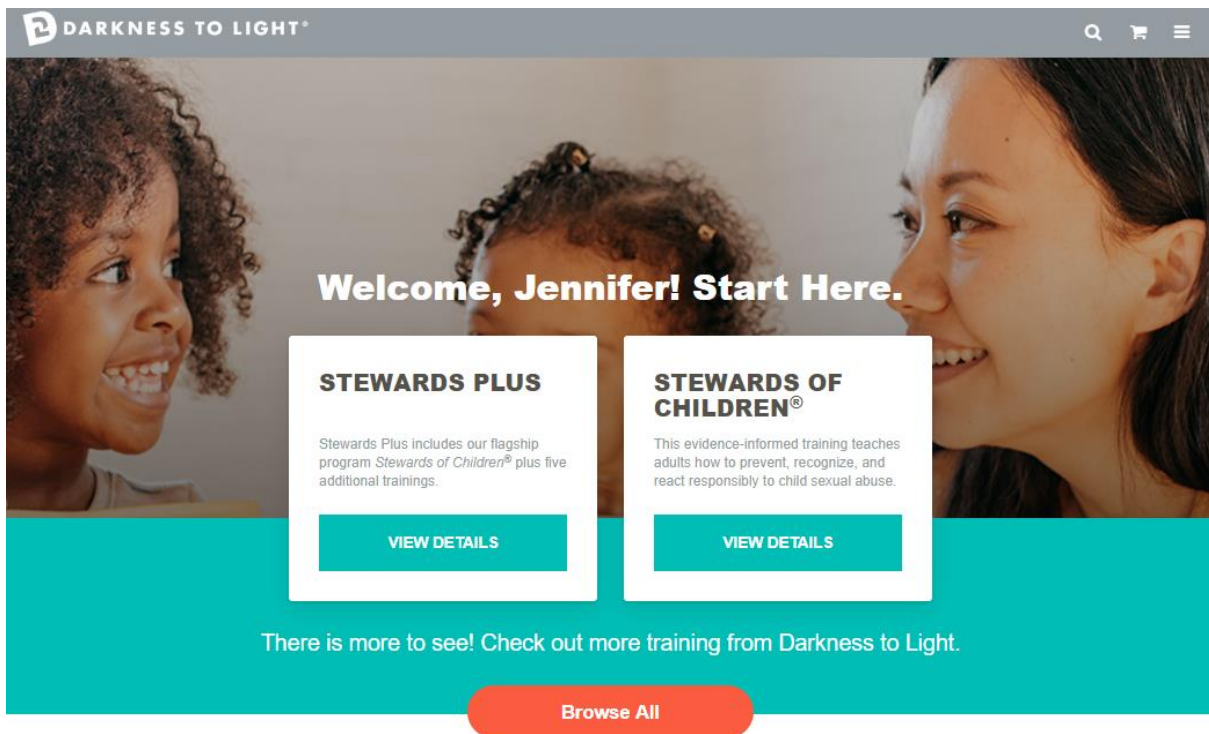 DARKNESS TO LIGHT®
Welcome, Jennifer! Start Here.
STEWARDS PLUS
Stewards Plus includes our flagship
program Stewards of Children® plus five
additional trainings.
VIEW DETAILS
STEWARDS OF
CHILDREN®
This evidence-informed training teaches
adults how to prevent, recognize, and
react responsibly to child sexual abuse.
VIEW DETAILS
There is more to see! Check out more training from Darkness to Light.
Browse All